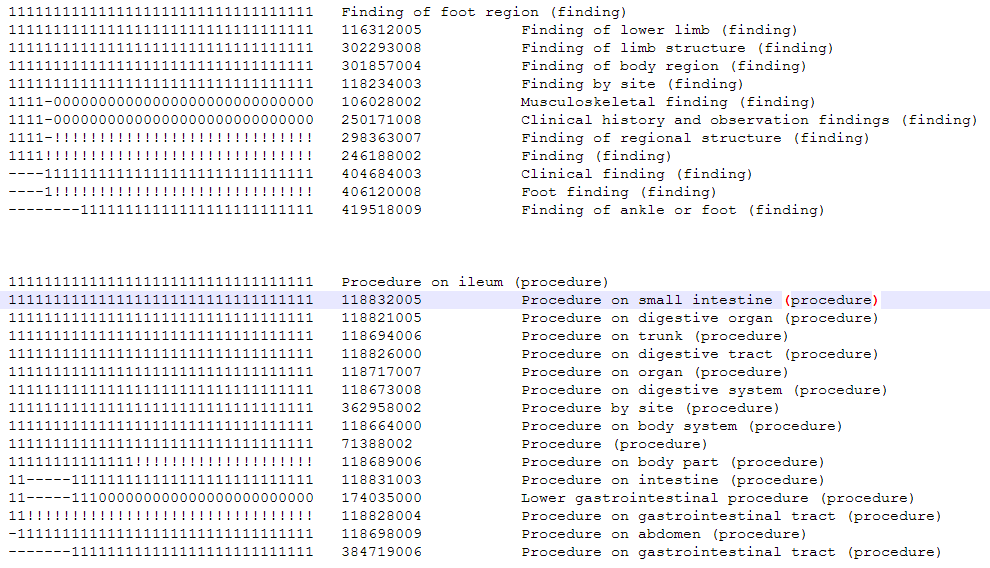 1111111111111111111111111111111111 Finding of foot region (finding)
1111111111111111111111111111111111 116312005 Finding of lower limb (finding)
1111111111111111111111111111111111 302293008 Finding of limb structure (finding)
1111111111111111111111111111111111 301857004 Finding of body region (finding)
1111111111111111111111111111111111 118234003 Finding by site (finding)
1111-00000000000000000000000000000 106028002 Musculoskeletal finding (finding)
1111-00000000000000000000000000000 250171008 Clinical history and observation findings (finding)
1111-!!!!!!!!!!!!!!!!!!!!!!!!!!!!! 298363007 Finding of regional structure (finding)
1111!!!!!!!!!!!!!!!!!!!!!!!!!!!!!! 246188002 Finding (finding)
----111111111111111111111111111111 404684003 Clinical finding (finding)
----1!!!!!!!!!!!!!!!!!!!!!!!!!!!!! 406120008 Foot finding (finding)
--------11111111111111111111111111 419518009 Finding of ankle or foot (finding)
1111111111111111111111111111111111 Procedure on ileum (procedure)
1111111111111111111111111111111111 118832005 Procedure on small intestine (procedure)
1111111111111111111111111111111111 118821005 Procedure on digestive organ (procedure)
1111111111111111111111111111111111 118694006 Procedure on trunk (procedure)
1111111111111111111111111111111111 118826000 Procedure on digestive tract (procedure)
1111111111111111111111111111111111 118717007 Procedure on organ (procedure)
1111111111111111111111111111111111 118673008 Procedure on digestive system (procedure)
1111111111111111111111111111111111 362958002 Procedure by site (procedure)
1111111111111111111111111111111111 118664000 Procedure on body system (procedure)
1111111111111111111111111111111111 71388002 Procedure (procedure)
11111111111111!!!!!!!!!!!!!!!!!!!! 118689006 Procedure on body part (procedure)
11-----111111111111111111111111111 118831003 Procedure on intestine (procedure)
11-----111000000000000000000000000 174035000 Lower gastrointestinal procedure (procedure)
11!!!!!!!!!!!!!!!!!!!!!!!!!!!!!!!! 118828004 Procedure on gastrointestinal tract (procedure)
-111111111111111111111111111111111 118698009 Procedure on abdomen (procedure)
-------111111111111111111111111111 384719006 Procedure on gastrointestinal tract (procedure)